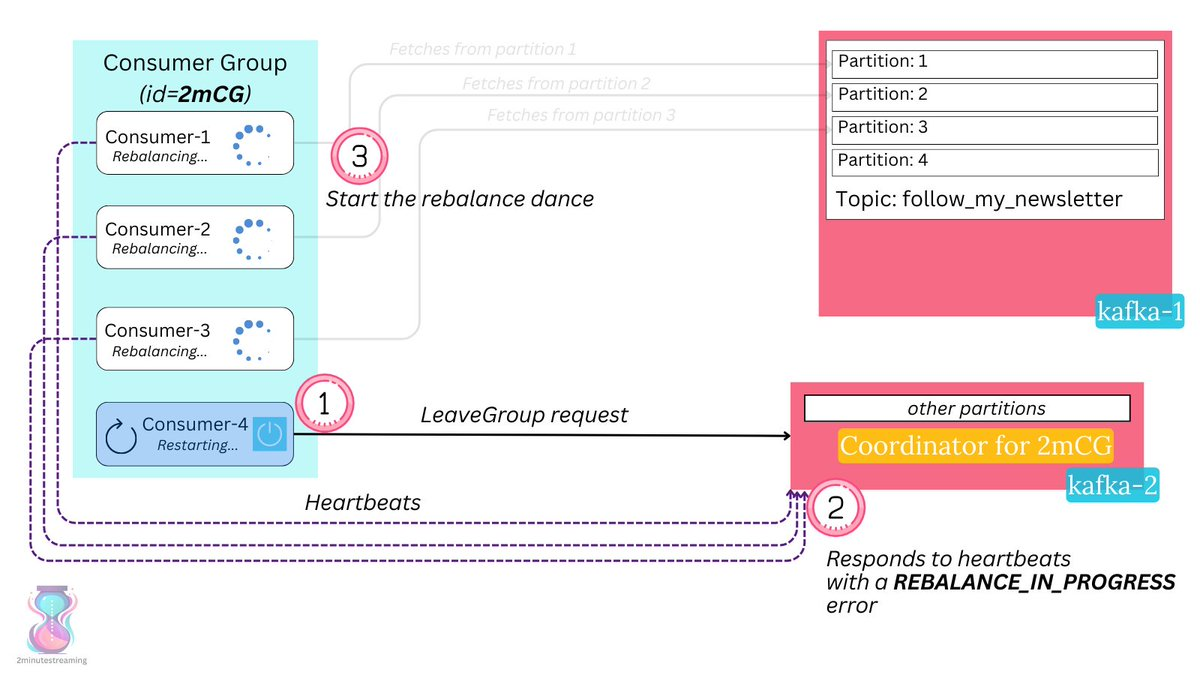 Consumer Group
(id=2mCG)
Consumer-1
Rebalancing...
Consumer-2
Rebalancing...
Consumer-3
Rebalancing...
Consumer-4
Restarting...
Fetches from partition 1
Fetches from partition 2
Fetches from partition 3
3
Start the rebalance dance
1
LeaveGroup request
Heartbeats
Partition: 1
Partition: 2
Partition: 3
Partition: 4
Topic: follow_my_newsletter
kafka-1
other partitions
Coordinator for 2mCG
kafka-2
2
Responds to heartbeats
with a REBALANCE_IN_PROGRESS
error
2minutestreaming